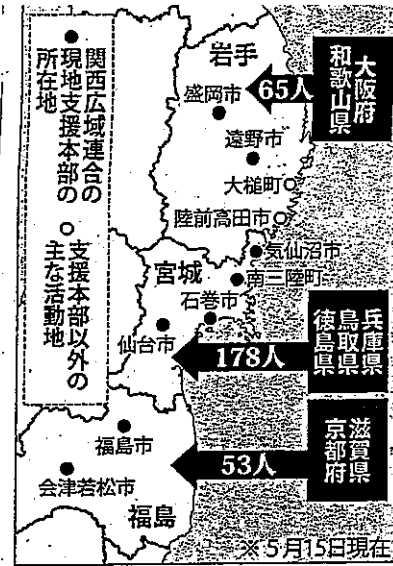 ●関西広域連合の
現地支援本部の
所在地
○支援本部以外の
主な活動地
岩手
盛岡市
遠野市
大槌町
陸前高田市
大阪府
和歌山県
65人
宮城
気仙沼市
南三陸町
石巻市
仙台市
兵庫県
鳥取県
徳島県
178人
福島市
会津若松市
福島
滋賀県
京都府
53人
※5月15日現在